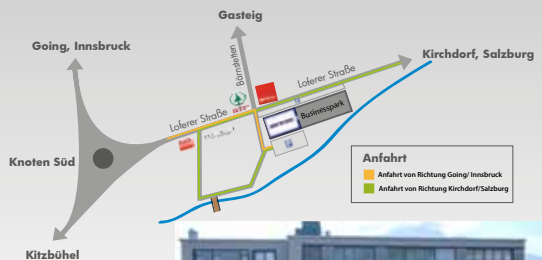 Gasteig
Going, Innsbruck
Bärnstetten
Kirchdorf, Salzburg
Loferer Straße
Loferer Straße
Businesspark
Knoten Süd
Anfahrt
Anfahrt von Richtung Going/ Innsbruck
Anfahrt von Richtung Kirchdorf/Salzburg
Kitzbühel